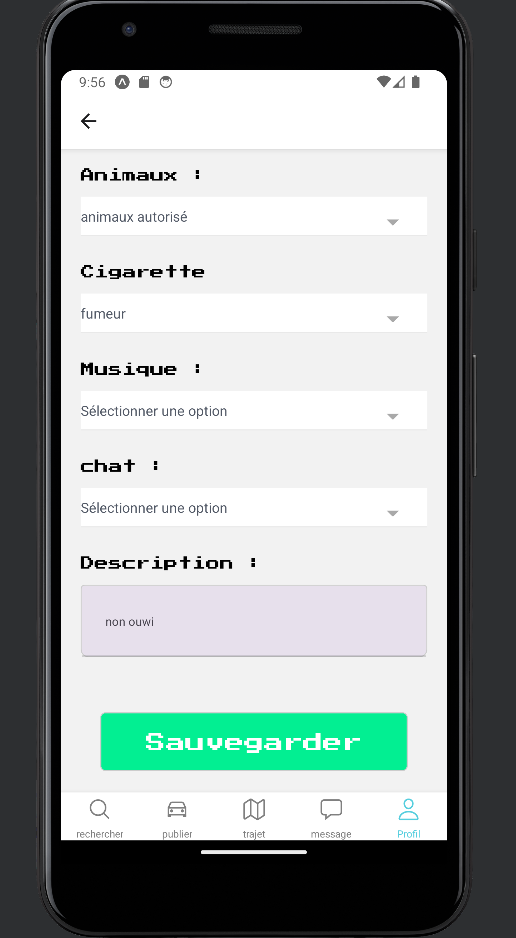 9:56
Animaux :
animaux autorisé
Cigarette
fumeur
Musique :
Sélectionner une option
chat :
Sélectionner une option
Description :
non ouwi
Sauvegarder
rechercher publier trajet message Profil